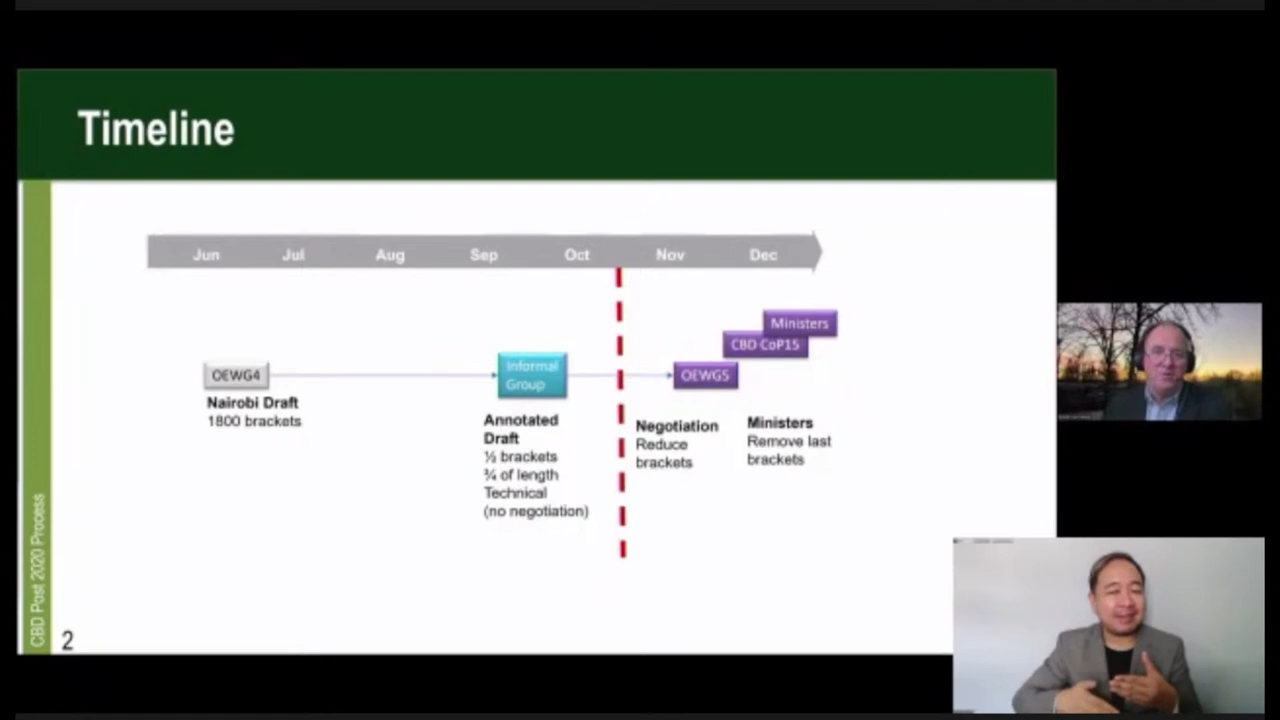 Timeline
Jun Jul Aug Sep Oct Nov Dec
Ministers
CBD CoP15
OEWG4
Informal
Group
OEWG5
Nairobi Draft
1800 brackets
Annotated
Draft
½ brackets
¾ of length
Technical
(no negotiation)
Negotiation
Reduce
brackets
Ministers
Remove last
brackets
CBD Post 2020 Process
2